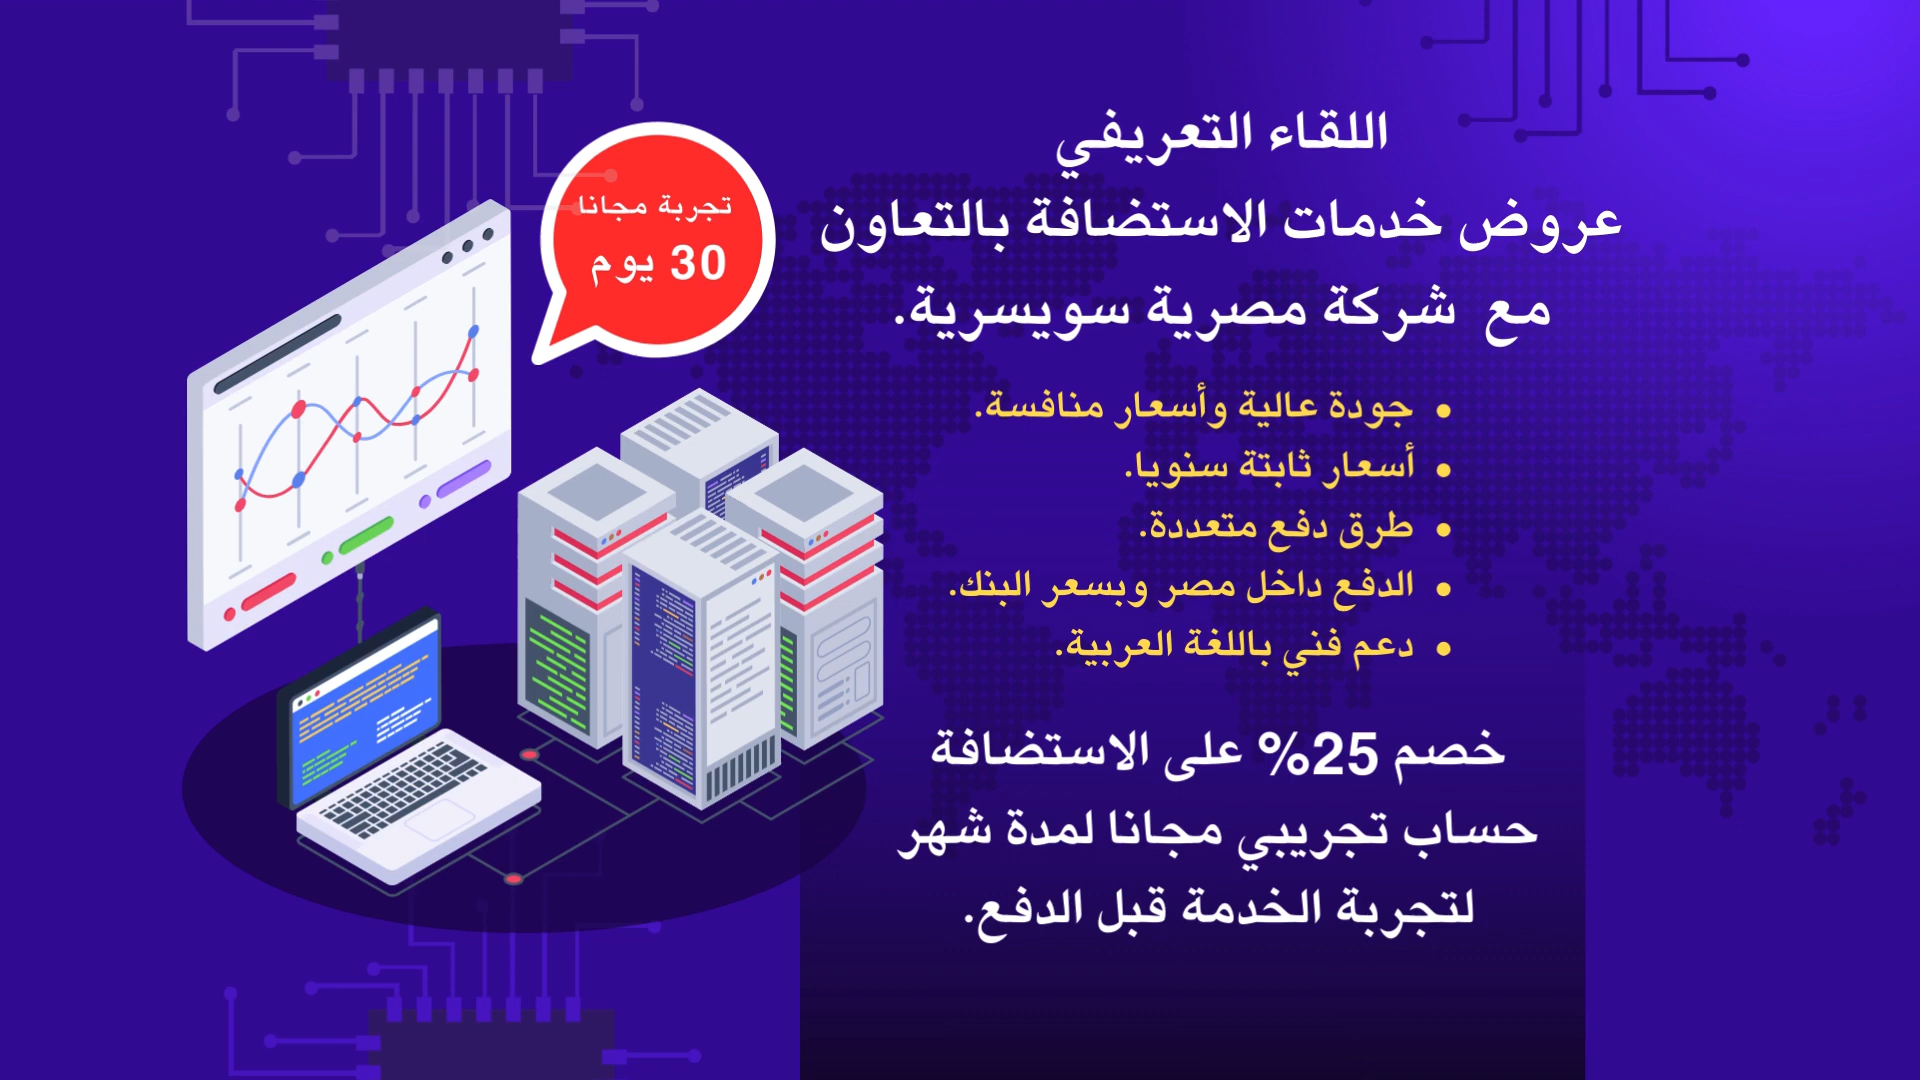 اللقاء التعريفي
عروض خدمات الاستضافة بالتعاون
مع شركة مصرية سويسرية.
تجربة مجانا
30 يوم
• جودة عالية وأسعار منافسة.
• أسعار ثابتة سنويا.
• طرق دفع متعددة.
• الدفع داخل مصر وبسعر البنك.
• دعم فني باللغة العربية.
خصم 25% على الاستضافة
حساب تجريبي مجانا لمدة شهر
لتجربة الخدمة قبل الدفع.